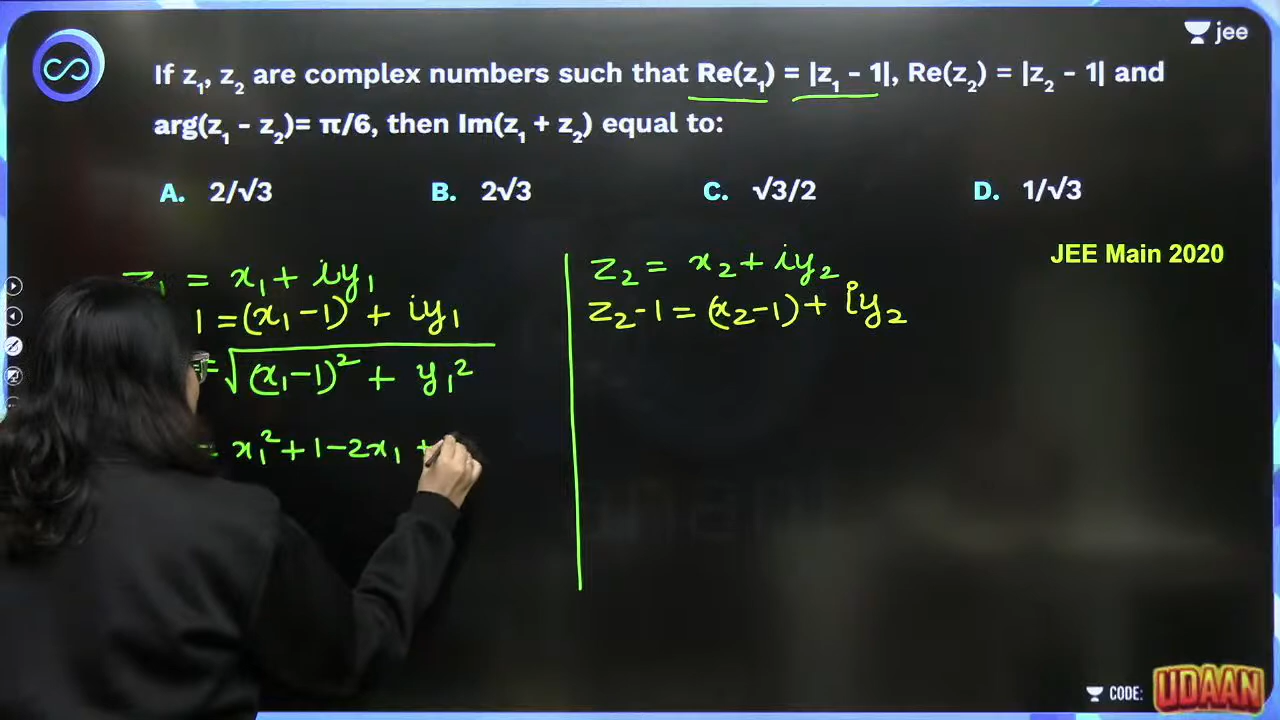 jee
If z₁, z₂ are complex numbers such that Re(z₁) = |z₁ - 1|, Re(z₂) = |z₂ - 1| and
arg(z₁ - z₂)= π/6, then Im(z₁ + z₂) equal to:
A. 2/√3 B. 2√3 C. √3/2 D. 1/√3
JEE Main 2020
z₁ = x₁ + iy₁
1 = (x₁-1) + iy₁
= √((x₁-1)² + y₁²)
= x₁² + 1 - 2x₁ +
z₂ = x₂ + iy₂
z₂-1 = (x₂-1) + iy₂
CODE: UDAAN